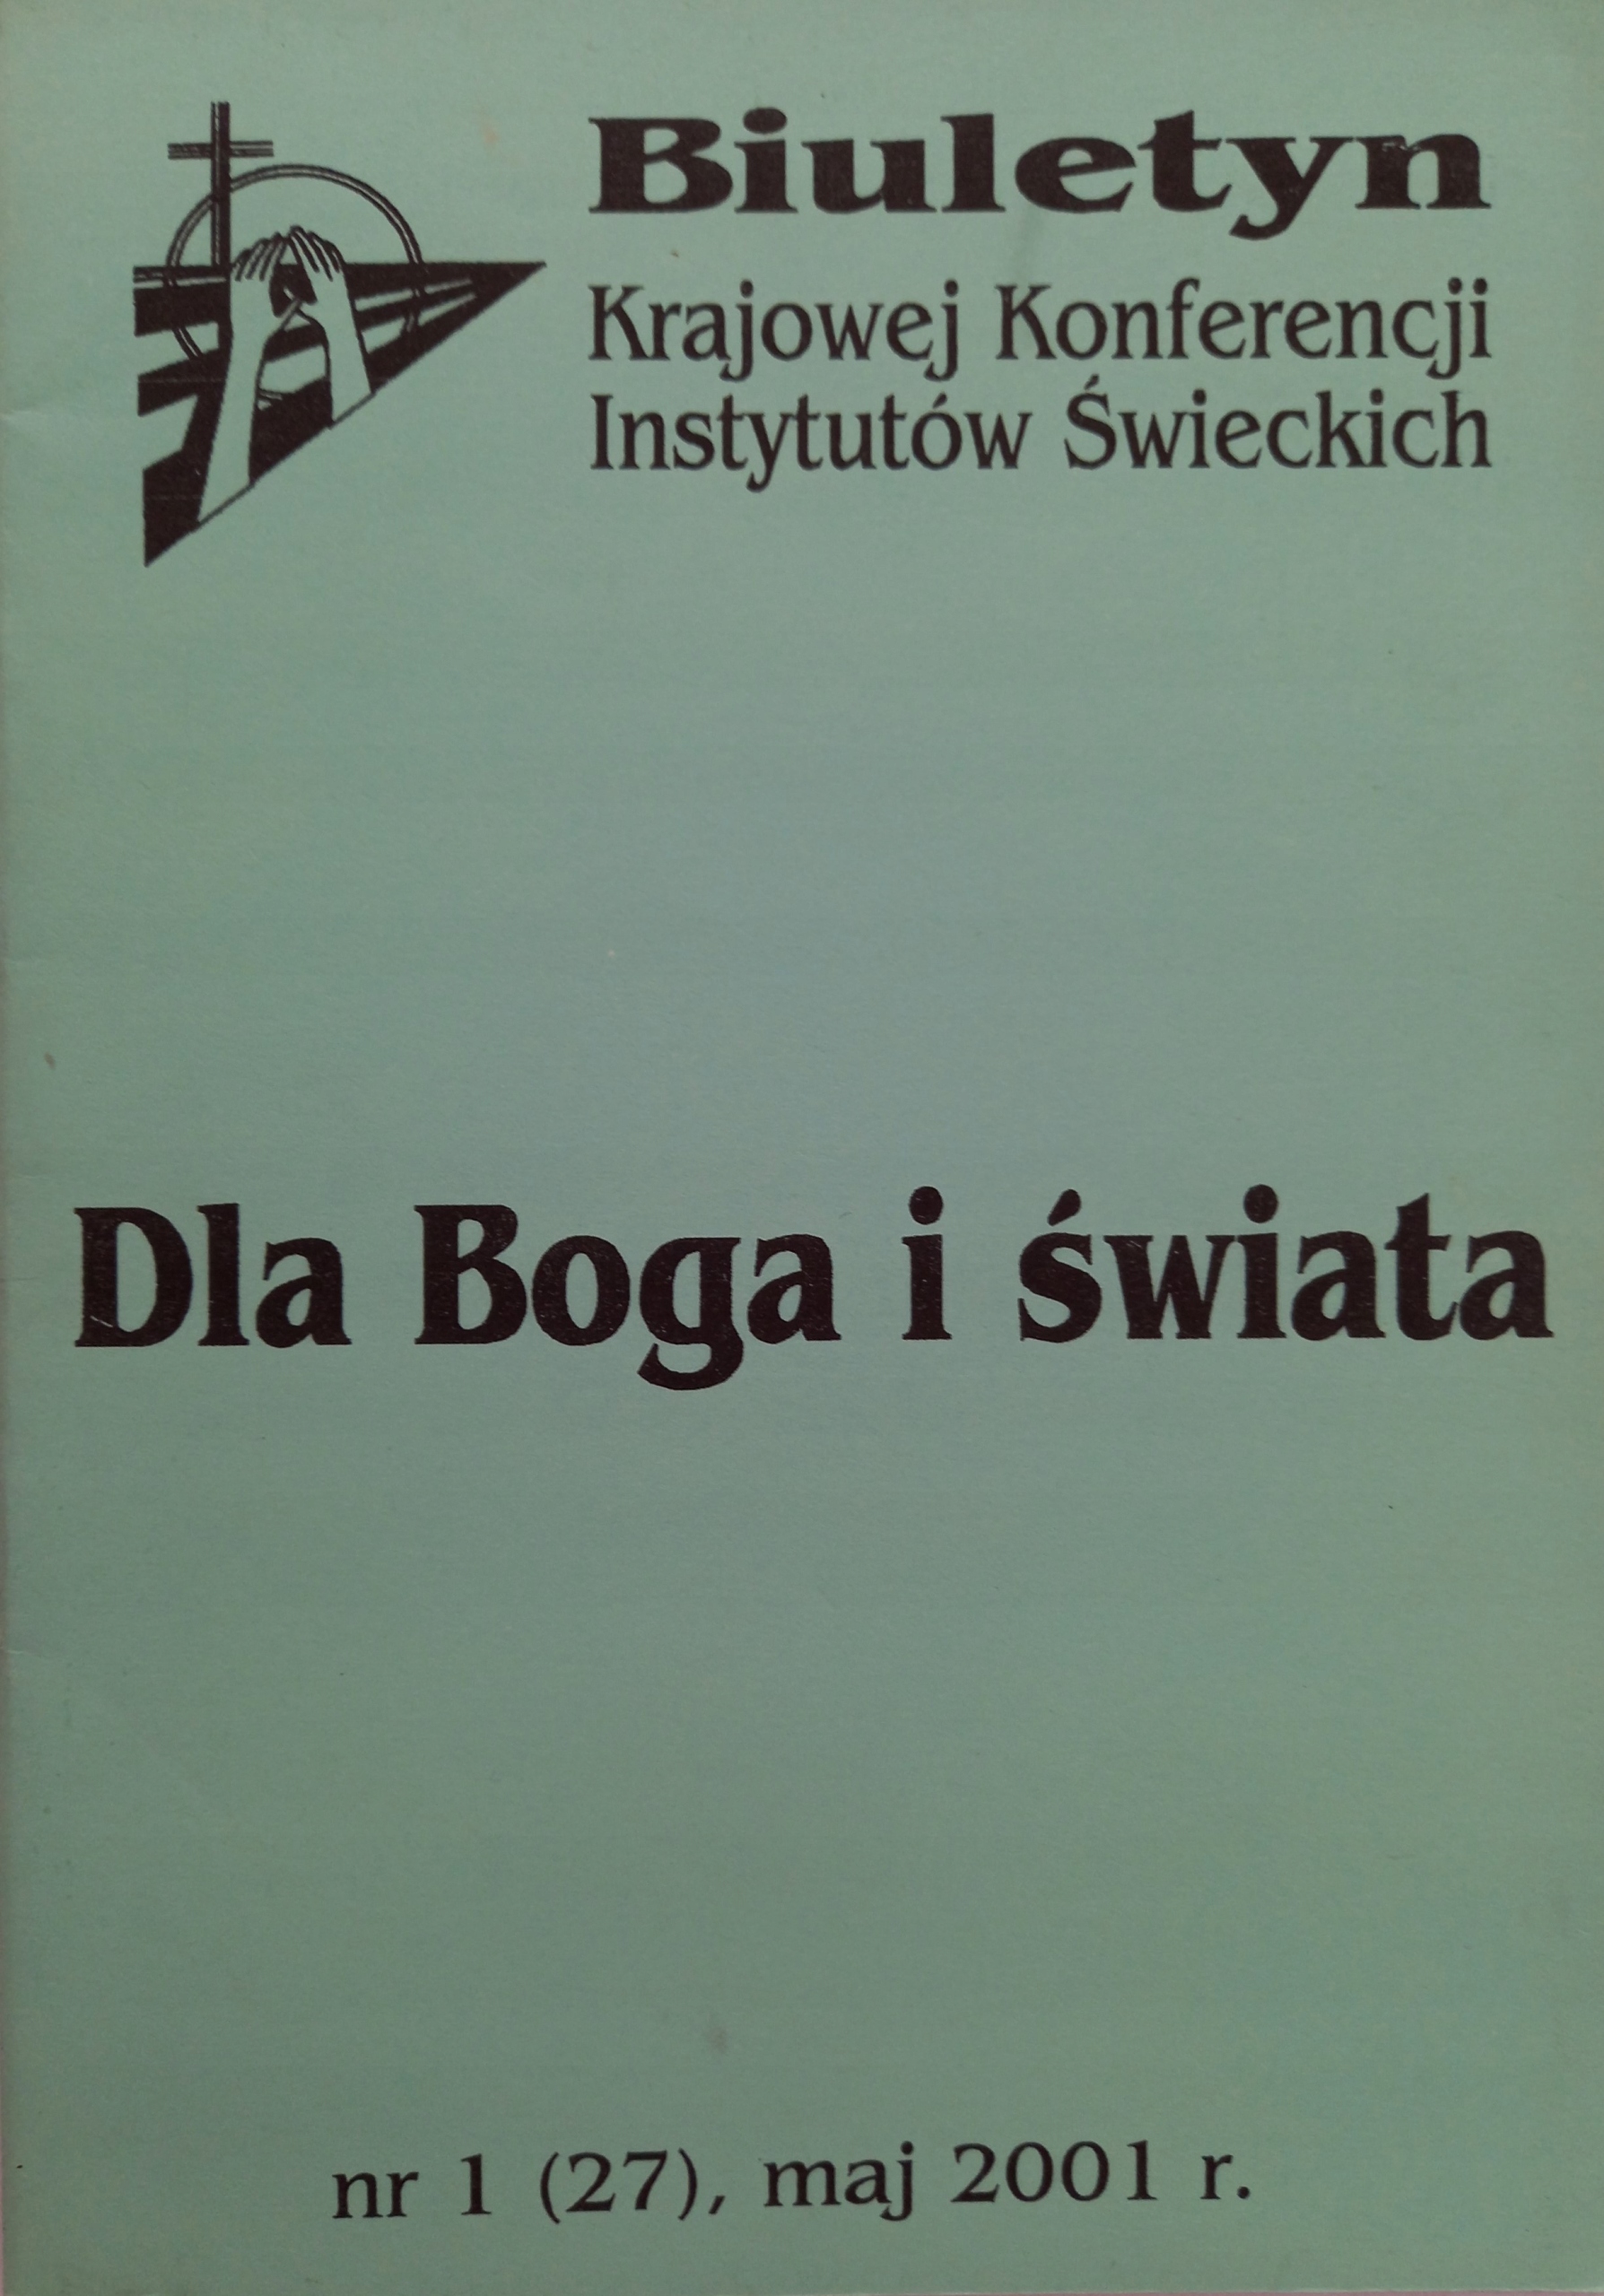 Biuletyn
Krajowej Konferencji
Instytutów Świeckich
Dla Boga i świata
nr 1 (27), maj 2001 r.